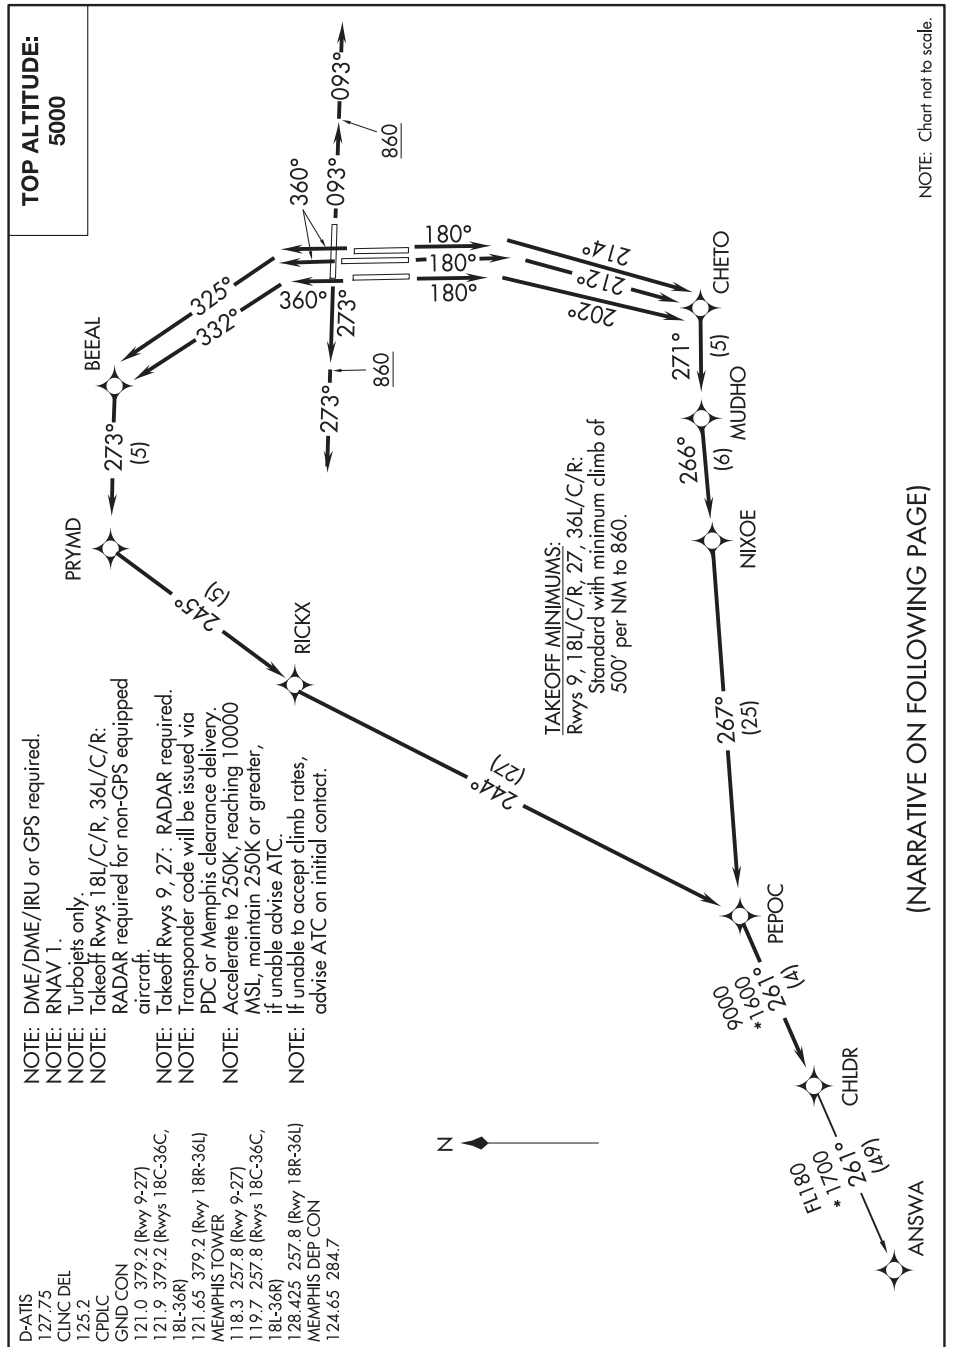 TOP ALTITUDE:
5000
D-ATIS
127.75
CLNC DEL
125.2
CPDLC
GND CON
121.0 379.2 (Rwy 9-27)
121.9 379.2 (Rwys 18C-36C,
18L-36R)
121.65 379.2 (Rwy 18R-36L)
MEMPHIS TOWER
118.3 257.8 (Rwy 9-27)
119.7 257.8 (Rwys 18C-36C,
18L-36R)
128.425 257.8 (Rwy 18R-36L)
MEMPHIS DEP CON
124.65 284.7
NOTE: DME/DME/IRU or GPS required.
NOTE: RNAV 1.
NOTE: Turbojets only.
NOTE: Takeoff Rwys 18L/C/R, 36L/C/R:
RADAR required for non-GPS equipped
aircraft.
NOTE: Takeoff Rwys 9, 27: RADAR required.
NOTE: Transponder code will be issued via
PDC or Memphis clearance delivery.
NOTE: Accelerate to 250K, reaching 10000
MSL, maintain 250K or greater,
if unable advise ATC.
NOTE: If unable to accept climb rates,
advise ATC on initial contact.
PRYMD
273°
(5)
BEEAL
325°
332°
360°
360°
093°
093°
860
273°
273°
860
245°
(5)
RICKX
244°
(27)
180°
180°
180°
214°
212°
202°
CHETO
271°
(5)
MUDHO
266°
(6)
NIXOE
267°
(25)
PEPOC
9000
*1600
261°
(4)
CHLDR
FL180
*1700
261°
(49)
ANSWA
N
TAKEOFF MINIMUMS:
Rwys 9, 18L/C/R, 27, 36L/C/R:
Standard with minimum climb of
500' per NM to 860.
NOTE: Chart not to scale.
(NARRATIVE ON FOLLOWING PAGE)